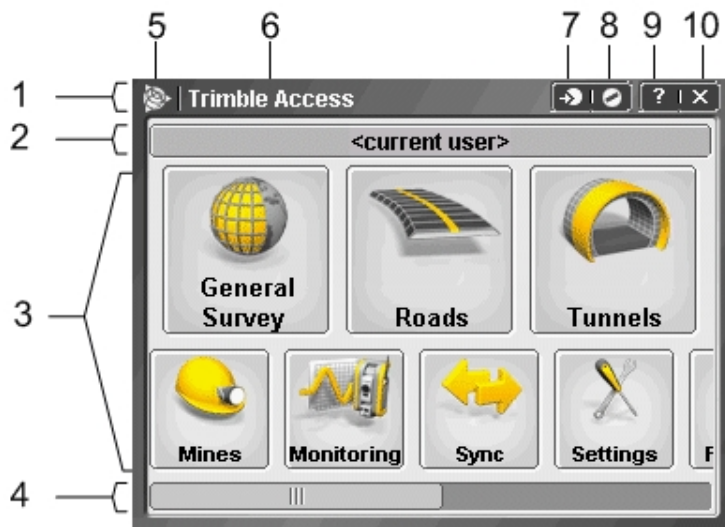 5 6 7 8 9 10
1 Trimble Access ? X
2 <current user>
3
General Survey Roads Tunnels
Mines Monitoring Sync Settings
4